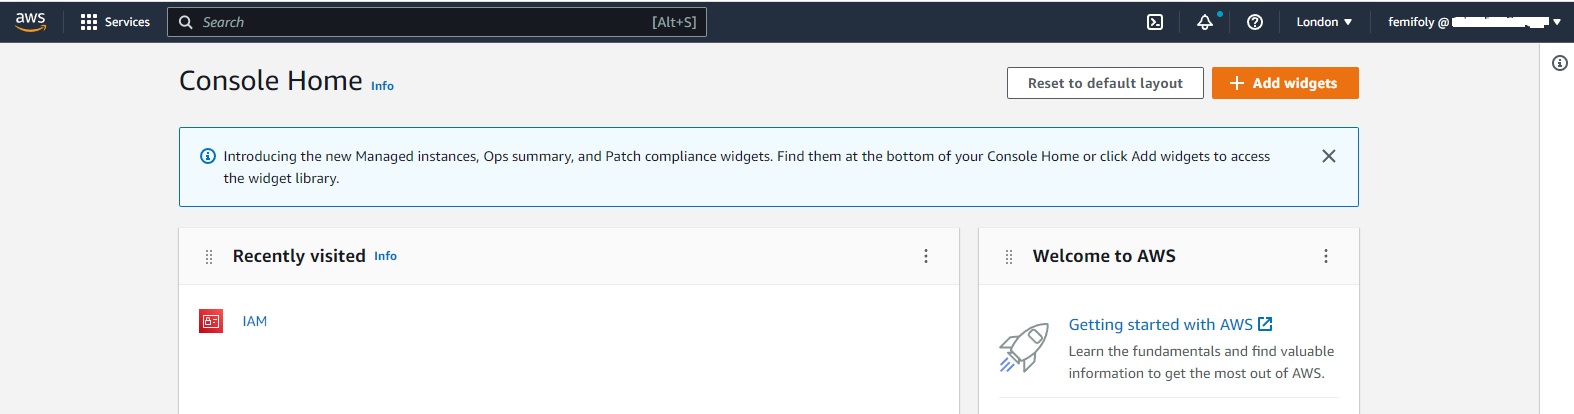 aws
Services
Search
[Alt+S]
London
femifoly @
Console Home Info
Reset to default layout
Add widgets
Introducing the new Managed instances, Ops summary, and Patch compliance widgets. Find them at the bottom of your Console Home or click Add widgets to access
the widget library.
Recently visited Info
IAM
Welcome to AWS
Getting started with AWS
Learn the fundamentals and find valuable
information to get the most out of AWS.